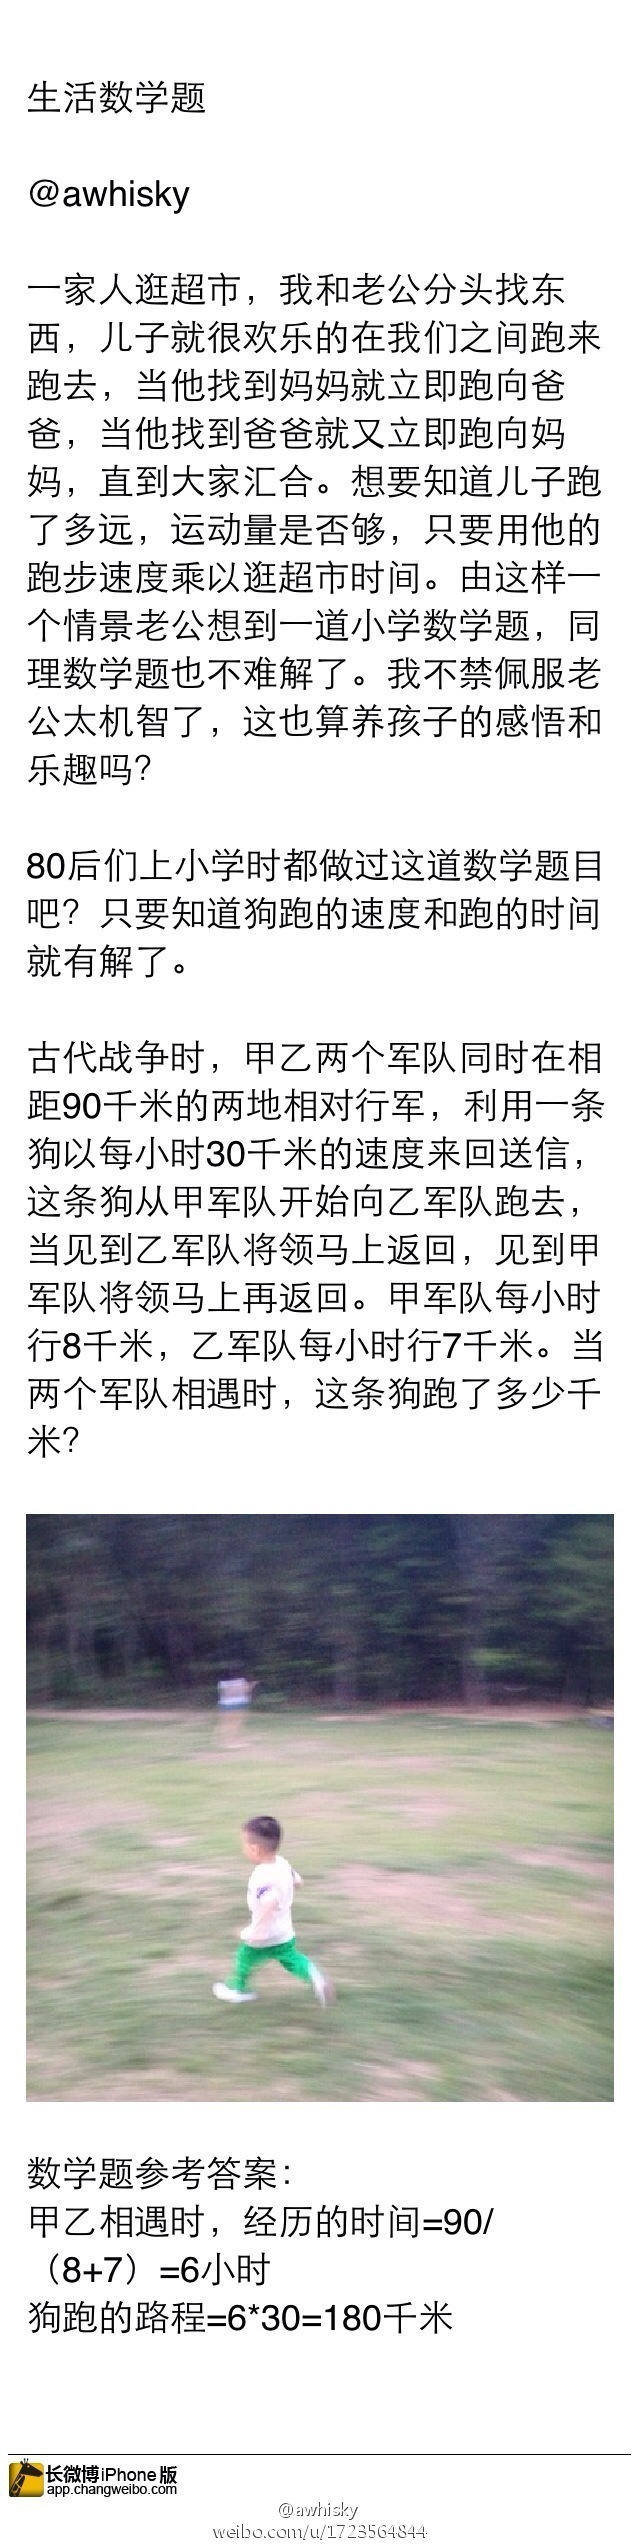 生活数学题
@awhisky
一家人逛超市，我和老公分头找东
西，儿子就很欢乐的在我们之间跑来
跑去，当他找到妈妈就立即跑向爸
爸，当他找到爸爸就又立即跑向妈
妈，直到大家汇合。想要知道儿子跑
了多远，运动量是否够，只要用他的
跑步速度乘以逛超市时间。由这样一
个情景老公想到一道小学数学题，同
理数学题也不难解了。我不禁佩服老
公太机智了，这也算养孩子的感悟和
乐趣吗？
80后们上小学时都做过这道数学题目
吧？只要知道狗跑的速度和跑的时间
就有解了。
古代战争时，甲乙两个军队同时在相
距90千米的两地相对行军，利用一条
狗以每小时30千米的速度来回送信，
这条狗从甲军队开始向乙军队跑去，
当见到乙军队将领马上返回，见到甲
军队将领马上再返回。甲军队每小时
行8千米，乙军队每小时行7千米。当
两个军队相遇时，这条狗跑了多少千
米？
数学题参考答案：
甲乙相遇时，经历的时间=90/
（8+7）=6小时
狗跑的路程=6*30=180千米
长微博iPhone版
app.changweibo.com
@awhisky
weibo.com/u/1723564844